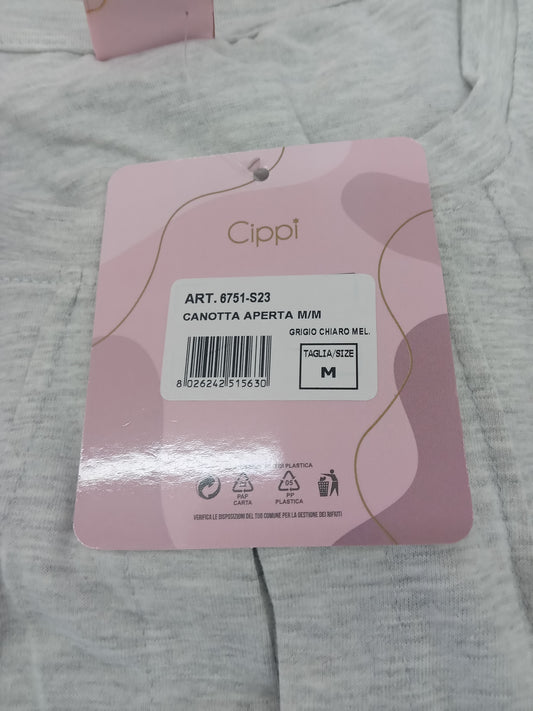 Cippi
ART. 6751-S23
CANOTTA APERTA M/M
GRIGIO CHIARO MEL.
TAGLIA/SIZE
M
8 026242 515630
DI PLASTICA
PAP
CARTA
05
PP
PLASTICA
VERIFICA LE DISPOSIZIONI DEL TUO COMUNE PER LA GESTIONE DEI RIFIUTI